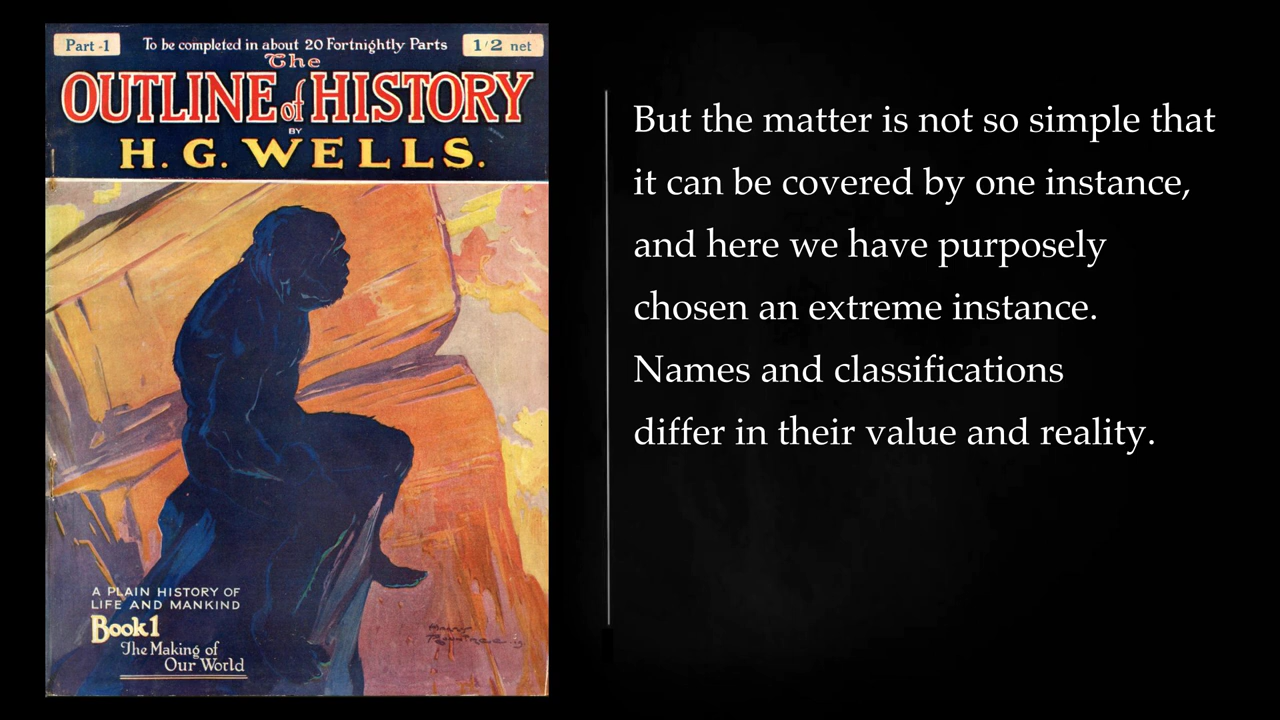 Part -1
To be completed in about 20 Fortnightly Parts
1/2 net
The
OUTLINE of HISTORY
BY
H. G. WELLS.
A PLAIN HISTORY OF
LIFE AND MANKIND
Book 1
The Making of
Our World
But the matter is not so simple that
it can be covered by one instance,
and here we have purposely
chosen an extreme instance.
Names and classifications
differ in their value and reality.